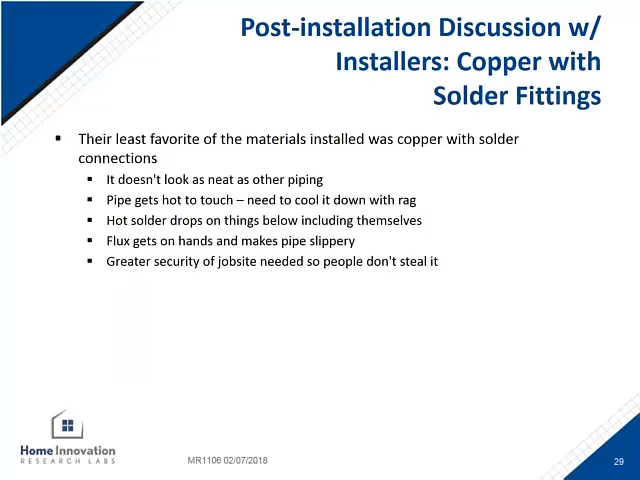 Post-installation Discussion w/
Installers: Copper with
Solder Fittings
▪ Their least favorite of the materials installed was copper with solder
connections
▪ It doesn't look as neat as other piping
▪ Pipe gets hot to touch – need to cool it down with rag
▪ Hot solder drops on things below including themselves
▪ Flux gets on hands and makes pipe slippery
▪ Greater security of jobsite needed so people don't steal it
Home Innovation
RESEARCH LABS
MR1106 02/07/2018
29